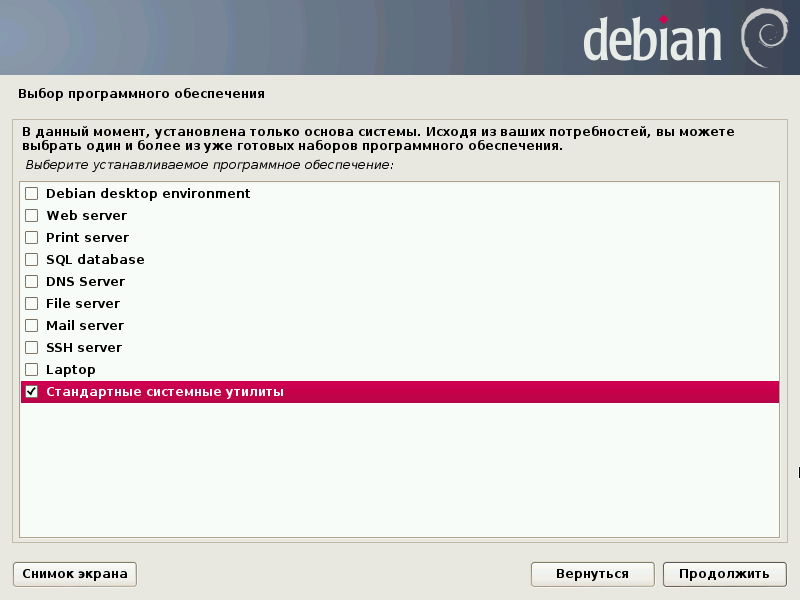 debian
Выбор программного обеспечения
В данный момент, установлена только основа системы. Исходя из ваших потребностей, вы можете
выбрать один и более из уже готовых наборов программного обеспечения.
Выберите устанавливаемое программное обеспечение:
Debian desktop environment
Web server
Print server
SQL database
DNS Server
File server
Mail server
SSH server
Laptop
Стандартные системные утилиты
Снимок экрана
Вернуться
Продолжить